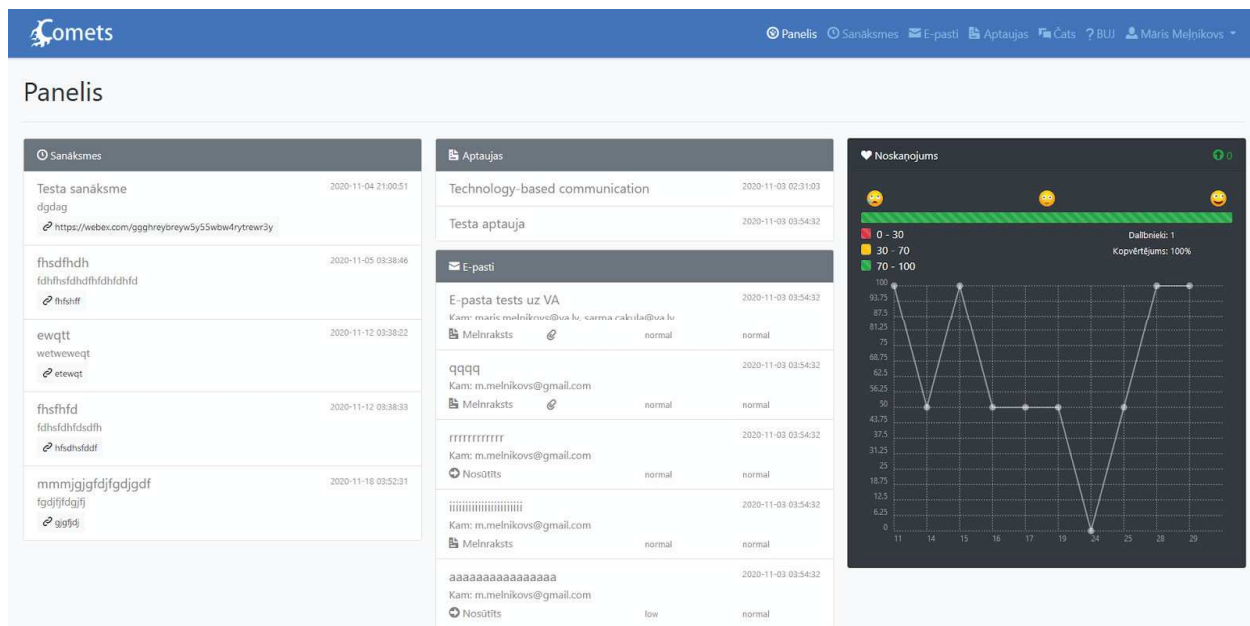 Comets
Panelis Sanāksmes E-pasti Aptaujas Čats ? BUJ Māris Meļņikovs
Panelis
Sanāksmes
Testa sanāksme 2020-11-04 21:00:51
dgdag
https://webex.com/ggghreybreyw5y55wbw4rytrewr3y
fhsdfhdh 2020-11-05 03:38:46
fdhfhsfdhdfhfdhfdhfd
fhfshff
ewqtt 2020-11-12 03:38:22
wetweweqt
etewqt
fhsfhfd 2020-11-12 03:38:33
fdhsfdhfdsdfh
hfsdhsfddf
mmmjgjgfdjfgdjgdf 2020-11-18 03:52:31
fgdjfjfdgjfj
gjgfjdj
Aptaujas
Technology-based communication 2020-11-03 02:31:03
Testa aptauja 2020-11-03 03:54:32
E-pasti
E-pasta tests uz VA 2020-11-03 03:54:32
Kam: maris.melnikovs@va.lv, sarma.cakula@va.lv
Melnraksts normal normal
qqqq 2020-11-03 03:54:32
Kam: m.melnikovs@gmail.com
Melnraksts normal normal
rrrrrrrrrrrr 2020-11-03 03:54:32
Kam: m.melnikovs@gmail.com
Nosūtīts normal normal
2020-11-03 03:54:32
Kam: m.melnikovs@gmail.com
Melnraksts normal normal
aaaaaaaaaaaaaaaa 2020-11-03 03:54:32
Kam: m.melnikovs@gmail.com
Nosūtīts low normal
Noskaņojums 0
0 - 30 Dalībnieki: 1
30 - 70 Kopvērtējums: 100%
70 - 100
100
93.75
87.5
81.25
75
68.75
62.5
56.25
50
43.75
37.5
31.25
25
18.75
12.5
6.25
0
11 14 15 16 17 19 24 25 28 29